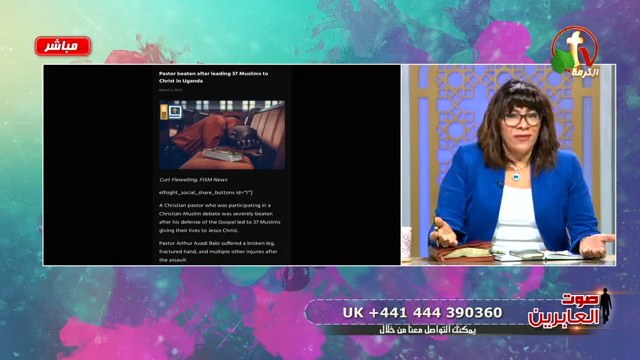 مباشر
tv
الكرمة
Pastor beaten after leading 37 Muslims to
Christ in Uganda
Curt Flewelling, FISM News
elfsight_social_share_buttons id="1"]
A Christian pastor who was participating in a
Christian-Muslim debate was severely beaten
after his defense of the Gospel led to 37 Muslims
giving their lives to Jesus Christ.
Pastor Arthur Asadi Babi suffered a broken leg,
fractured hand, and multiple other injuries after
the assault.
صوت
العابرين
UK +441 444 390360
يمكنك التواصل معنا من خلال